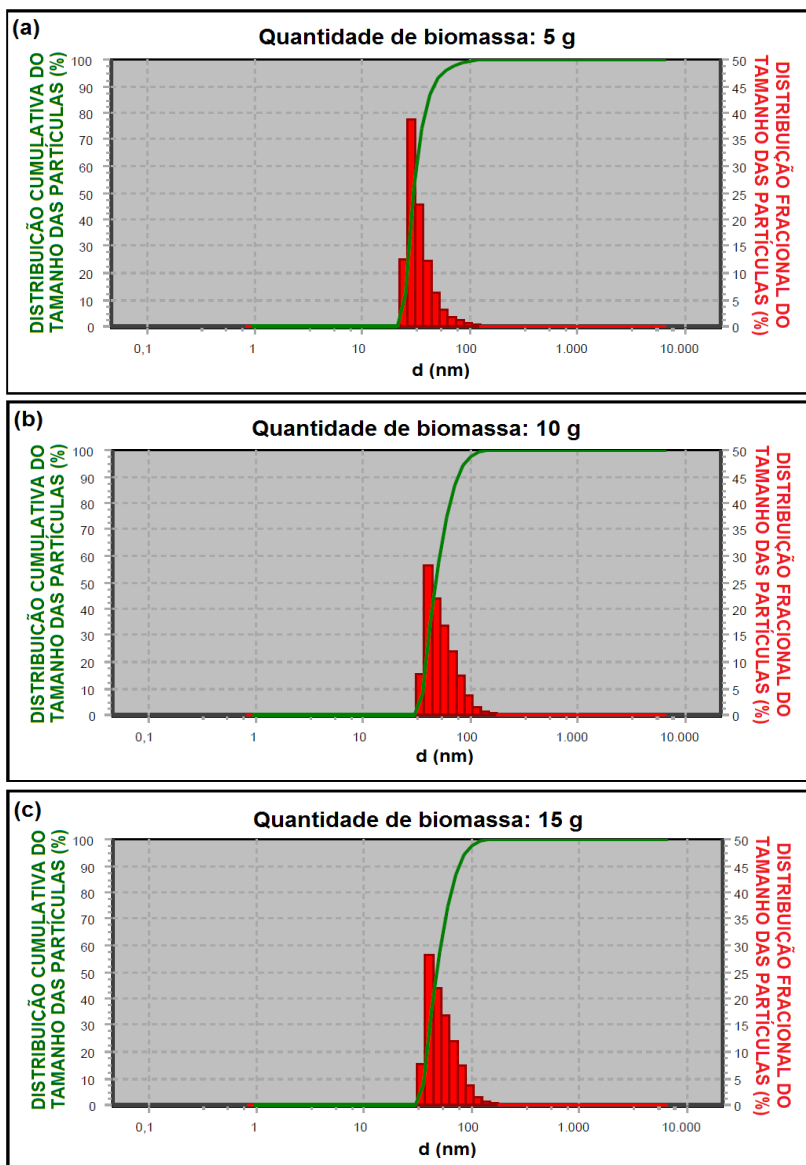 (a)
Quantidade de biomassa: 5 g
DISTRIBUIÇÃO CUMULATIVA DO
TAMANHO DAS PARTÍCULAS (%)
100
90
80
70
60
50
40
30
20
10
0
50
45
40
35
30
25
20
15
10
5
0
DISTRIBUIÇÃO FRACIONAL DO
TAMANHO DAS PARTÍCULAS (%)
0,1 1 10 100 1.000 10.000
d (nm)
(b)
Quantidade de biomassa: 10 g
DISTRIBUIÇÃO CUMULATIVA DO
TAMANHO DAS PARTÍCULAS (%)
100
90
80
70
60
50
40
30
20
10
0
50
45
40
35
30
25
20
15
10
5
0
DISTRIBUIÇÃO FRACIONAL DO
TAMANHO DAS PARTÍCULAS (%)
0,1 1 10 100 1.000 10.000
d (nm)
(c)
Quantidade de biomassa: 15 g
DISTRIBUIÇÃO CUMULATIVA DO
TAMANHO DAS PARTÍCULAS (%)
100
90
80
70
60
50
40
30
20
10
0
50
45
40
35
30
25
20
15
10
5
0
DISTRIBUIÇÃO FRACIONAL DO
TAMANHO DAS PARTÍCULAS (%)
0,1 1 10 100 1.000 10.000
d (nm)